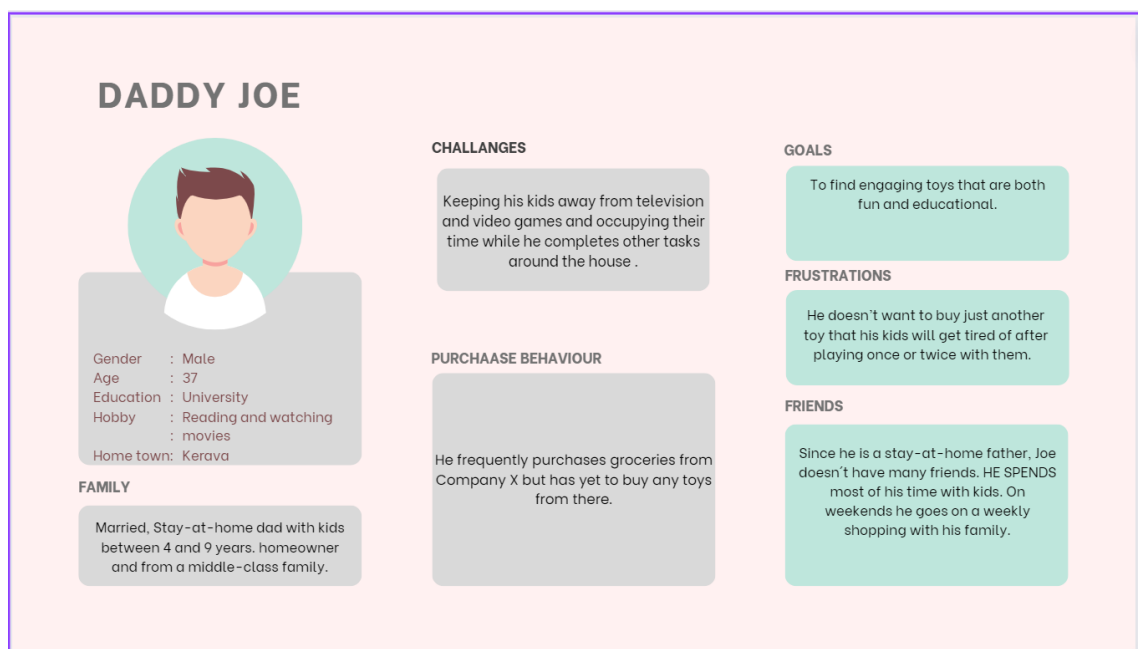 DADDY JOE
Gender : Male
Age : 37
Education : University
Hobby : Reading and watching
: movies
Home town: Kerava
FAMILY
Married, Stay-at-home dad with kids
between 4 and 9 years. homeowner
and from a middle-class family.
CHALLANGES
Keeping his kids away from television
and video games and occupying their
time while he completes other tasks
around the house .
PURCHAASE BEHAVIOUR
He frequently purchases groceries from
Company X but has yet to buy any toys
from there.
GOALS
To find engaging toys that are both
fun and educational.
FRUSTRATIONS
He doesn't want to buy just another
toy that his kids will get tired of after
playing once or twice with them.
FRIENDS
Since he is a stay-at-home father, Joe
doesn´t have many friends. HE SPENDS
most of his time with kids. On
weekends he goes on a weekly
shopping with his family.